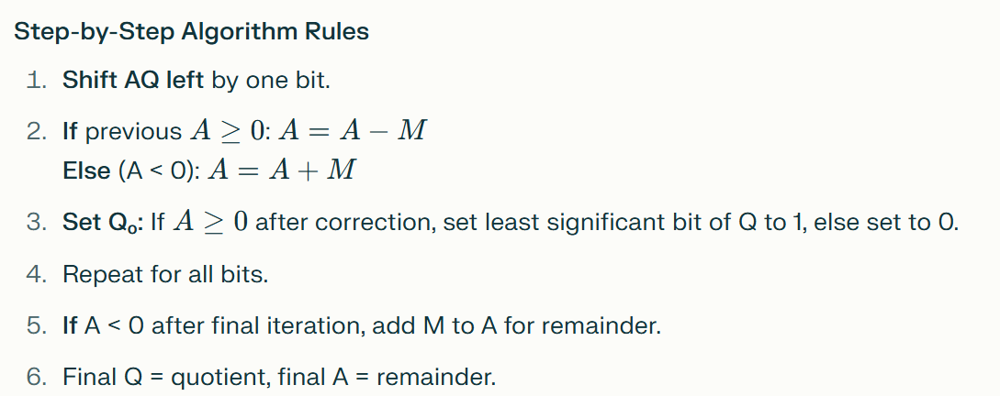 Step-by-Step Algorithm Rules
1. Shift AQ left by one bit.
2. If previous A ≥ 0: A = A − M
Else (A < 0): A = A + M
3. Set Q₀: If A ≥ 0 after correction, set least significant bit of Q to 1, else set to 0.
4. Repeat for all bits.
5. If A < 0 after final iteration, add M to A for remainder.
6. Final Q = quotient, final A = remainder.